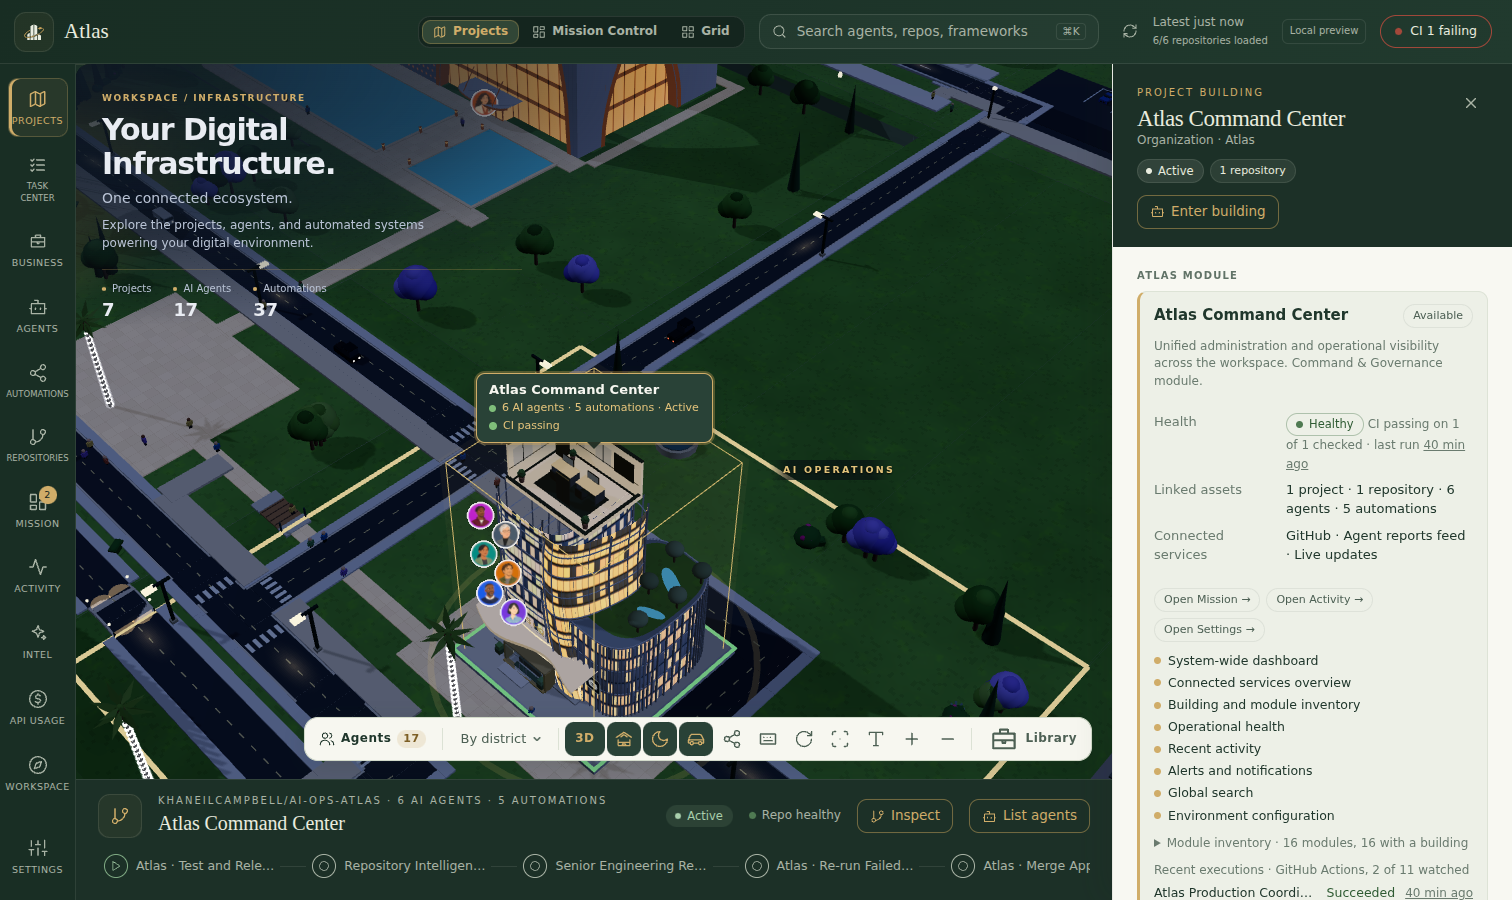 Atlas
Projects
Mission Control
Grid
Search agents, repos, frameworks
⌘K
Latest just now
6/6 repositories loaded
Local preview
CI 1 failing
PROJECTS
TASK
CENTER
BUSINESS
AGENTS
AUTOMATIONS
REPOSITORIES
2
MISSION
ACTIVITY
INTEL
API USAGE
WORKSPACE
SETTINGS
WORKSPACE / INFRASTRUCTURE
Your Digital
Infrastructure.
One connected ecosystem.
Explore the projects, agents, and automated systems
powering your digital environment.
Projects
AI Agents
Automations
7
17
37
Atlas Command Center
6 AI agents · 5 automations · Active
CI passing
AI OPERATIONS
Agents 17
By district
3D
Library
KHANEILCAMPBELL/AI-OPS-ATLAS · 6 AI AGENTS · 5 AUTOMATIONS
Atlas Command Center
Active
Repo healthy
Inspect
List agents
Atlas · Test and Rele…
Repository Intelligen…
Senior Engineering Re…
Atlas · Re-run Failed…
Atlas · Merge App
PROJECT BUILDING
Atlas Command Center
Organization · Atlas
Active
1 repository
Enter building
ATLAS MODULE
Atlas Command Center
Available
Unified administration and operational visibility
across the workspace. Command & Governance
module.
Health
Healthy CI passing on 1
of 1 checked · last run 40 min
ago
Linked assets
1 project · 1 repository · 6
agents · 5 automations
Connected
services
GitHub · Agent reports feed
· Live updates
Open Mission →
Open Activity →
Open Settings →
System-wide dashboard
Connected services overview
Building and module inventory
Operational health
Recent activity
Alerts and notifications
Global search
Environment configuration
Module inventory · 16 modules, 16 with a building
Recent executions · GitHub Actions, 2 of 11 watched
Atlas Production Coordi… Succeeded 40 min ago